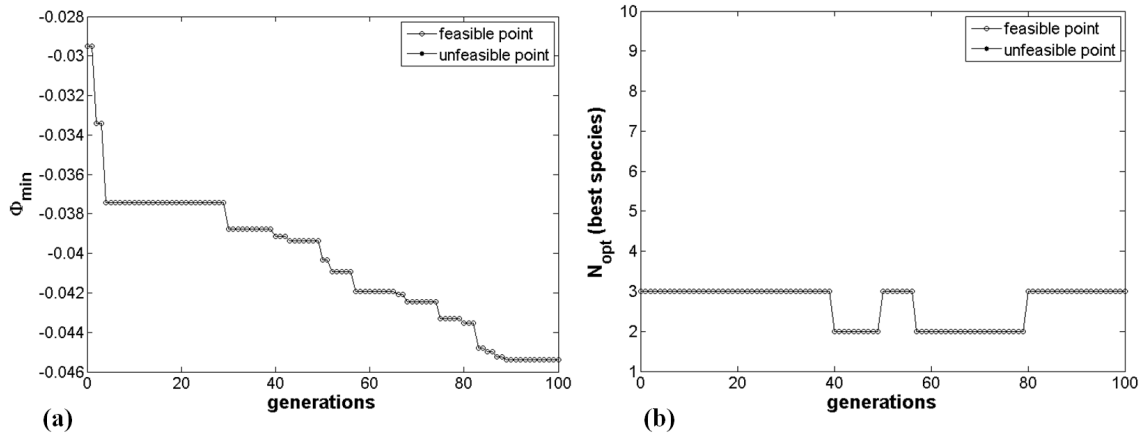 -0.028
-0.03
-0.032
-0.034
-0.036
-0.038
-0.04
-0.042
-0.044
-0.046
Φmin
0 20 40 60 80 100
generations
feasible point
unfeasible point
(a)
10
9
8
7
6
5
4
3
2
1
Nopt (best species)
0 20 40 60 80 100
generations
feasible point
unfeasible point
(b)